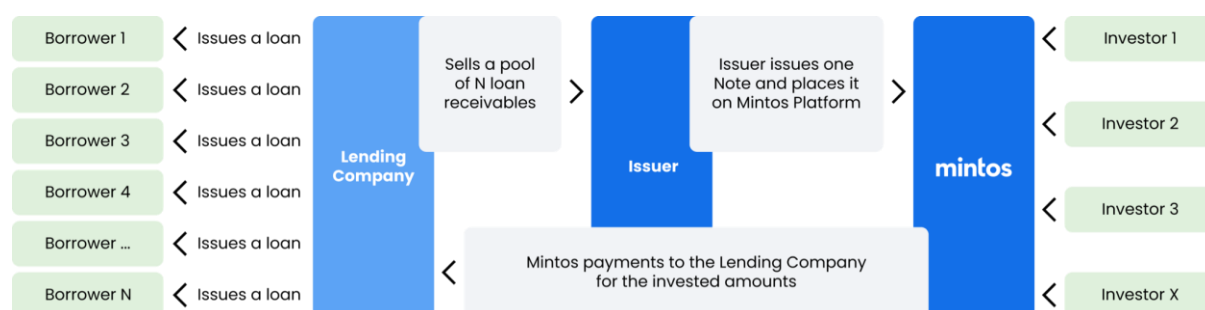 Borrower 1
Issues a loan
Borrower 2
Issues a loan
Borrower 3
Issues a loan
Borrower 4
Issues a loan
Borrower ...
Issues a loan
Borrower N
Issues a loan
Lending
Company
Sells a pool
of N loan
receivables
Issuer
Issuer issues one
Note and places it
on Mintos Platform
mintos
Mintos payments to the Lending Company
for the invested amounts
Investor 1
Investor 2
Investor 3
Investor X